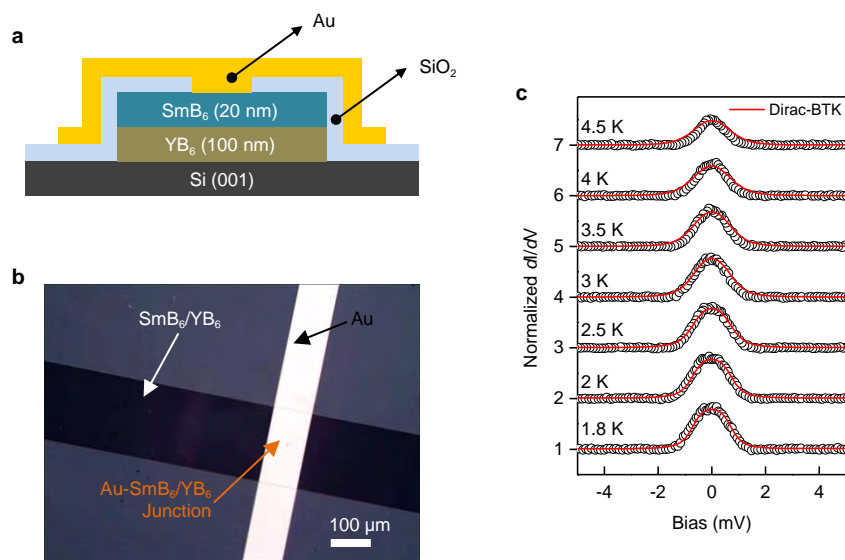 a
Au
SiO₂
SmB₆ (20 nm)
YB₆ (100 nm)
Si (001)
b
SmB₆/YB₆
Au
Au-SmB₆/YB₆
Junction
100 µm
c
Dirac-BTK
Normalized dI/dV
7
6
5
4
3
2
1
4.5 K
4 K
3.5 K
3 K
2.5 K
2 K
1.8 K
-4
-2
0
2
4
Bias (mV)